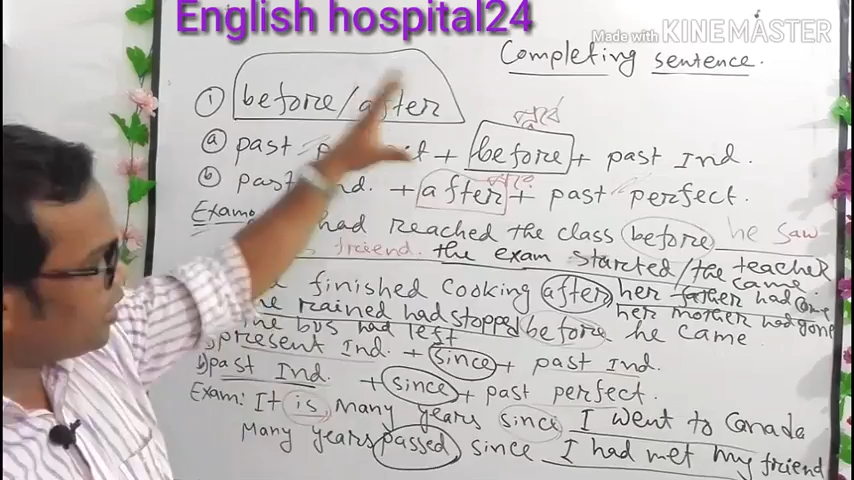 English hospital24
Made with KINEMASTER
Completing sentence.
① before/after
ⓐ past + before + past Ind.
ⓑ past Ind. + after + past perfect.
Exam: had reached the class before he saw
friend. the exam started/the teacher
came
finished cooking after her father had
her mother had gone
rained had stopped before he came
the bus had left
present Ind. + since + past Ind.
b) past Ind. + since + past perfect.
Exam: It is many years since I went to Canada
Many years passed since I had met my friend